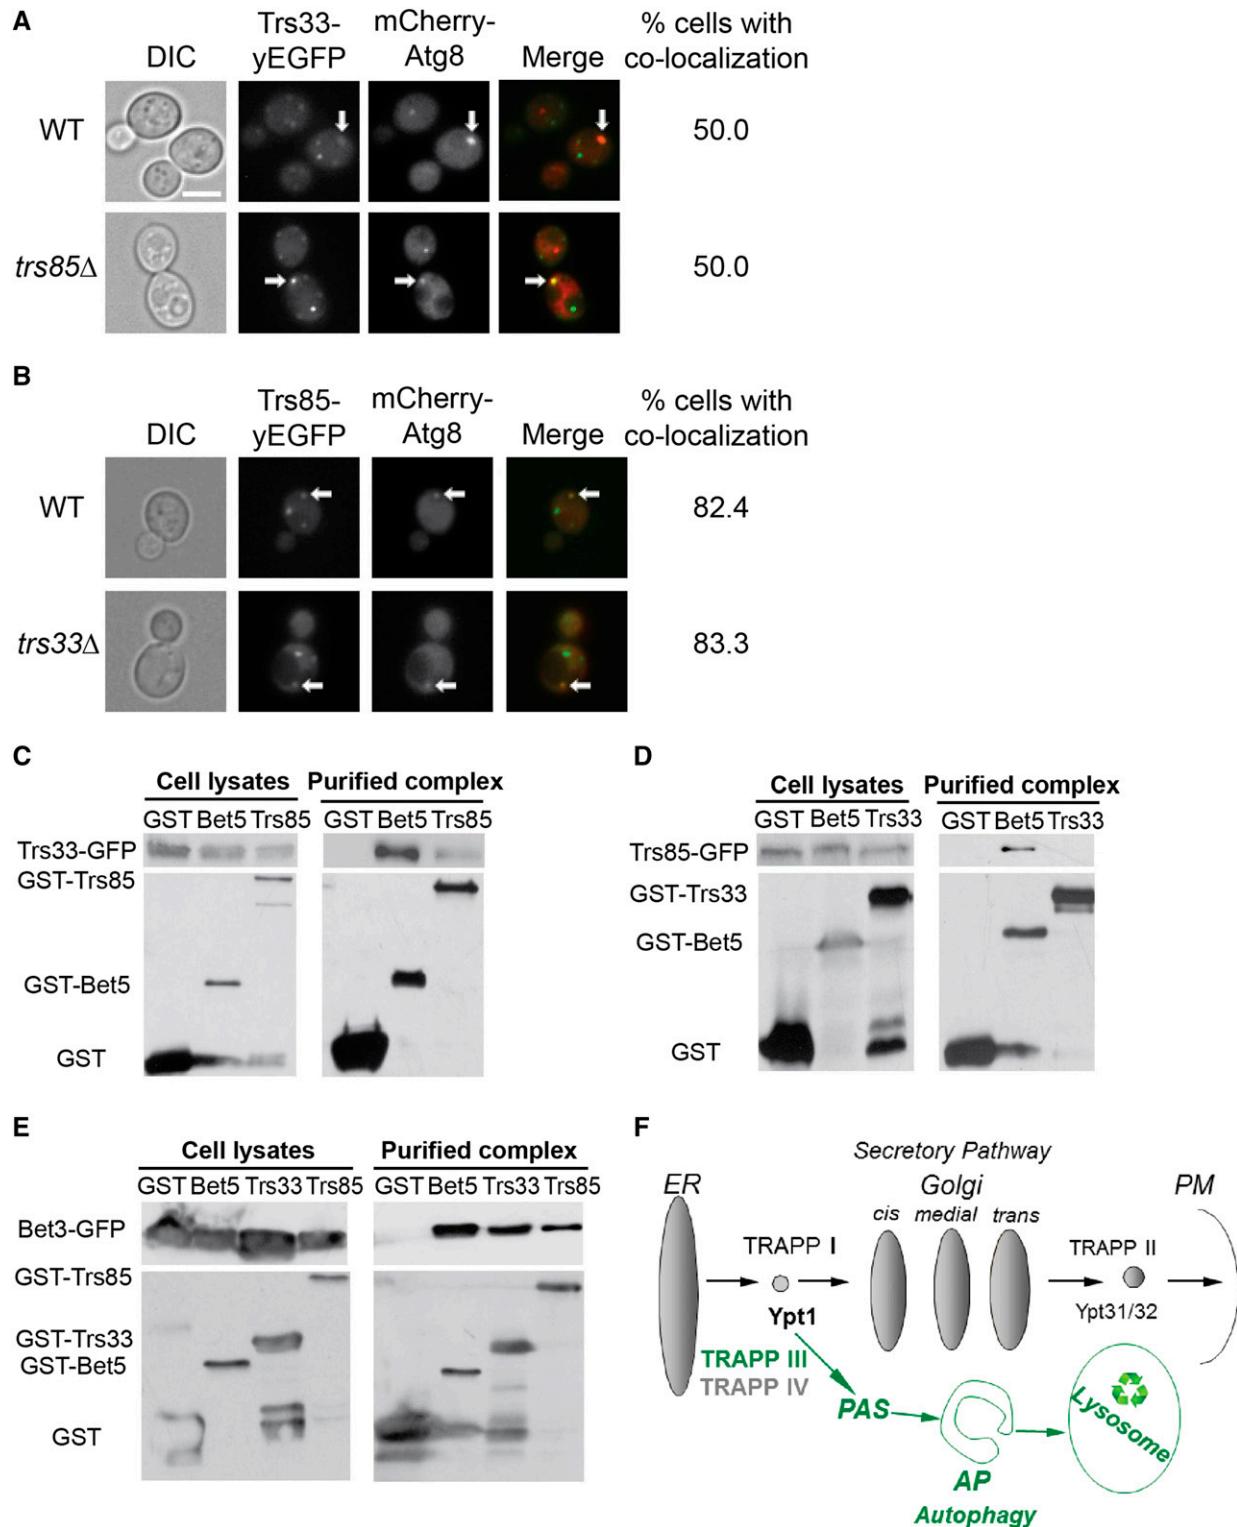 A
DIC
Trs33-
yEGFP
mCherry-
Atg8
Merge
% cells with
co-localization
WT
50.0
trs85Δ
50.0
B
DIC
Trs85-
yEGFP
mCherry-
Atg8
Merge
% cells with
co-localization
WT
82.4
trs33Δ
83.3
C
Cell lysates
Purified complex
GST Bet5 Trs85
GST Bet5 Trs85
Trs33-GFP
GST-Trs85
GST-Bet5
GST
D
Cell lysates
Purified complex
GST Bet5 Trs33
GST Bet5 Trs33
Trs85-GFP
GST-Trs33
GST-Bet5
GST
E
Cell lysates
Purified complex
GST Bet5 Trs33 Trs85
GST Bet5 Trs33 Trs85
Bet3-GFP
GST-Trs85
GST-Trs33
GST-Bet5
GST
F
Secretory Pathway
ER
Golgi
PM
cis medial trans
TRAPP I
TRAPP II
Ypt1
Ypt31/32
TRAPP III
TRAPP IV
PAS
Lysosome
AP
Autophagy